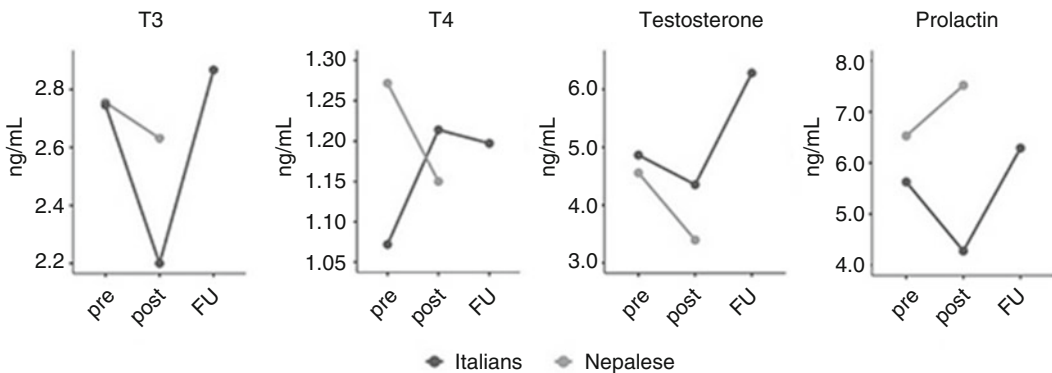 T3
T4
Testosterone
Prolactin
ng/mL
2.8
2.6
2.4
2.2
pre
post
FU
ng/mL
1.30
1.25
1.20
1.15
1.10
1.05
pre
post
FU
ng/mL
6.0
5.0
4.0
3.0
pre
post
FU
ng/mL
8.0
7.0
6.0
5.0
4.0
pre
post
FU
Italians
Nepalese